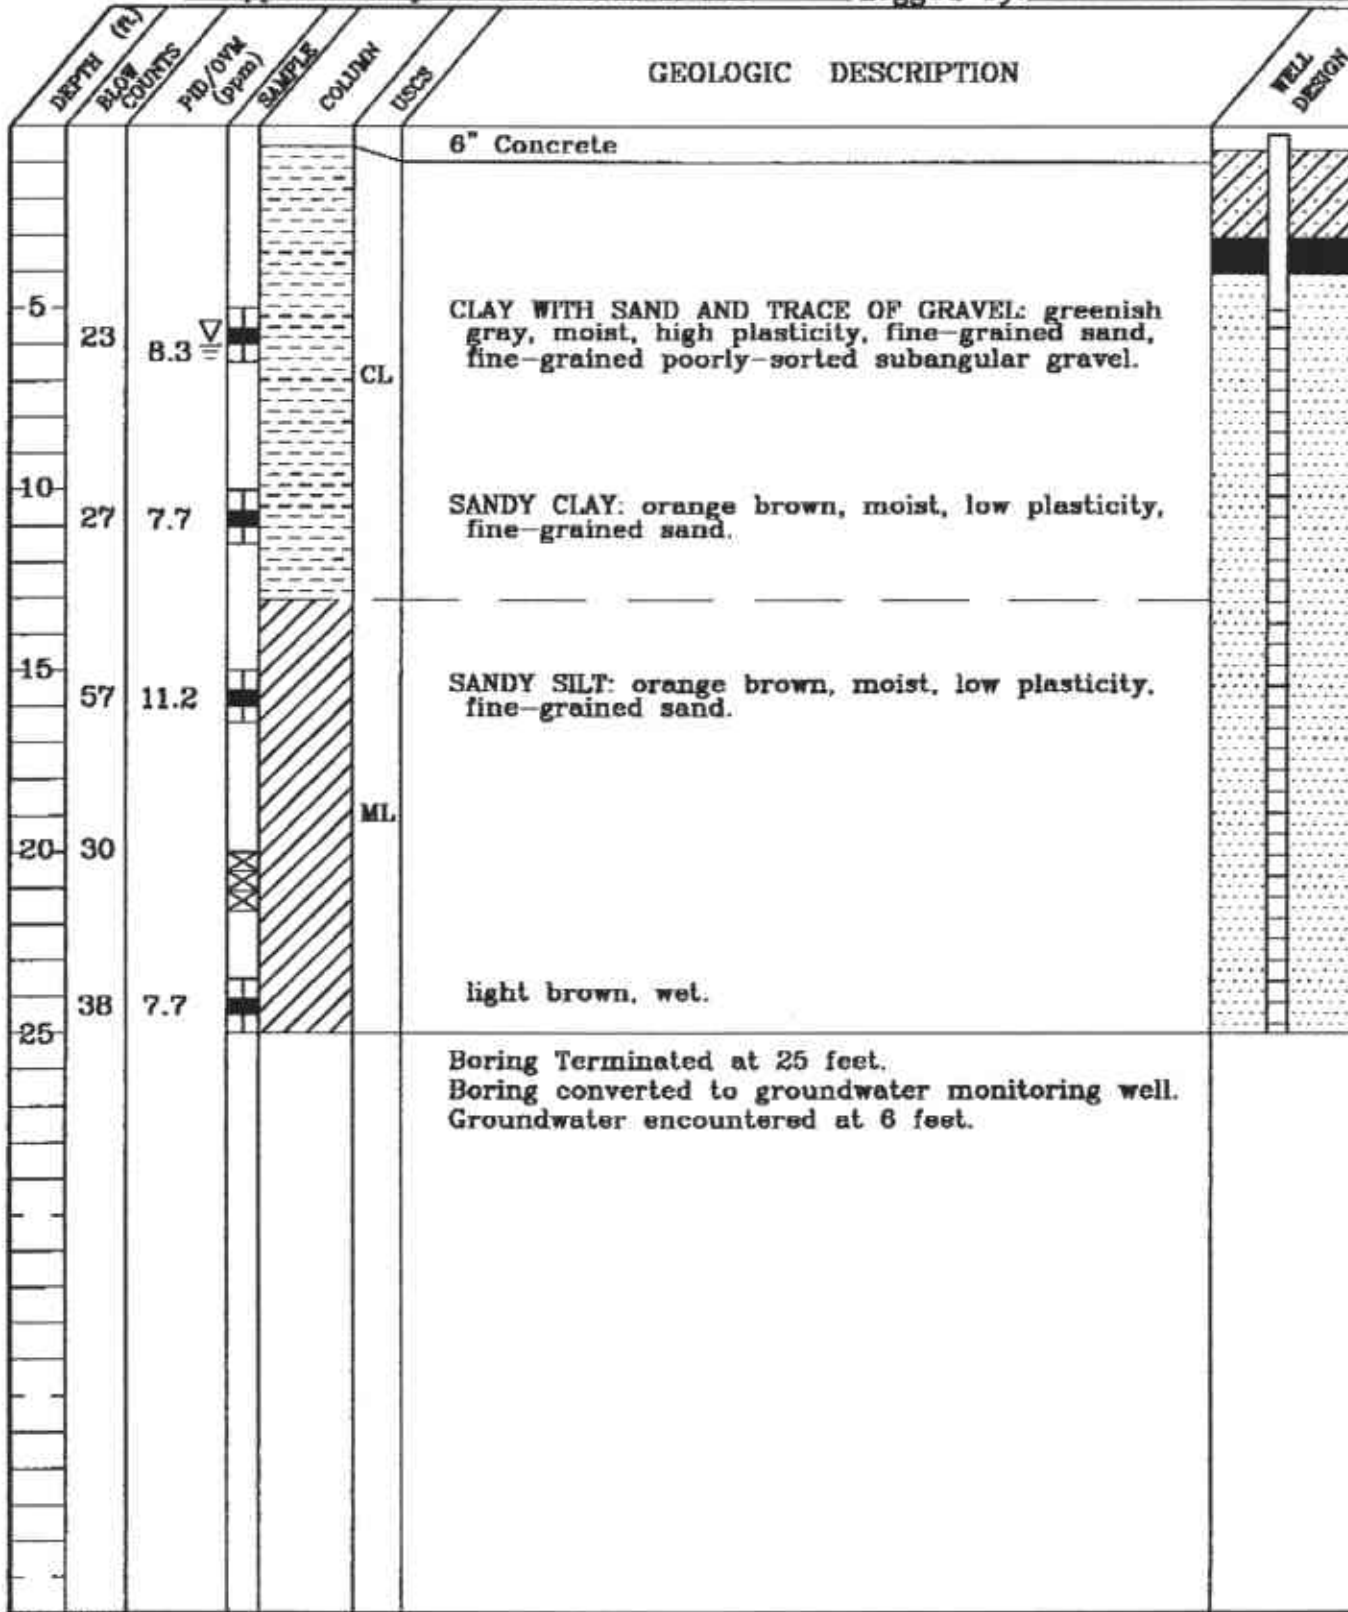 DEPTH (ft.)
BLOW COUNTS
PID/OVM (ppm)
SAMPLE
COLUMN
USCS
GEOLOGIC DESCRIPTION
WELL DESIGN
6" Concrete
5
23
8.3
CL
CLAY WITH SAND AND TRACE OF GRAVEL: greenish
gray, moist, high plasticity, fine-grained sand,
fine-grained poorly-sorted subangular gravel.
10
27
7.7
SANDY CLAY: orange brown, moist, low plasticity,
fine-grained sand.
15
57
11.2
SANDY SILT: orange brown, moist, low plasticity,
fine-grained sand.
ML
20
30
38
7.7
light brown, wet.
25
Boring Terminated at 25 feet.
Boring converted to groundwater monitoring well.
Groundwater encountered at 6 feet.